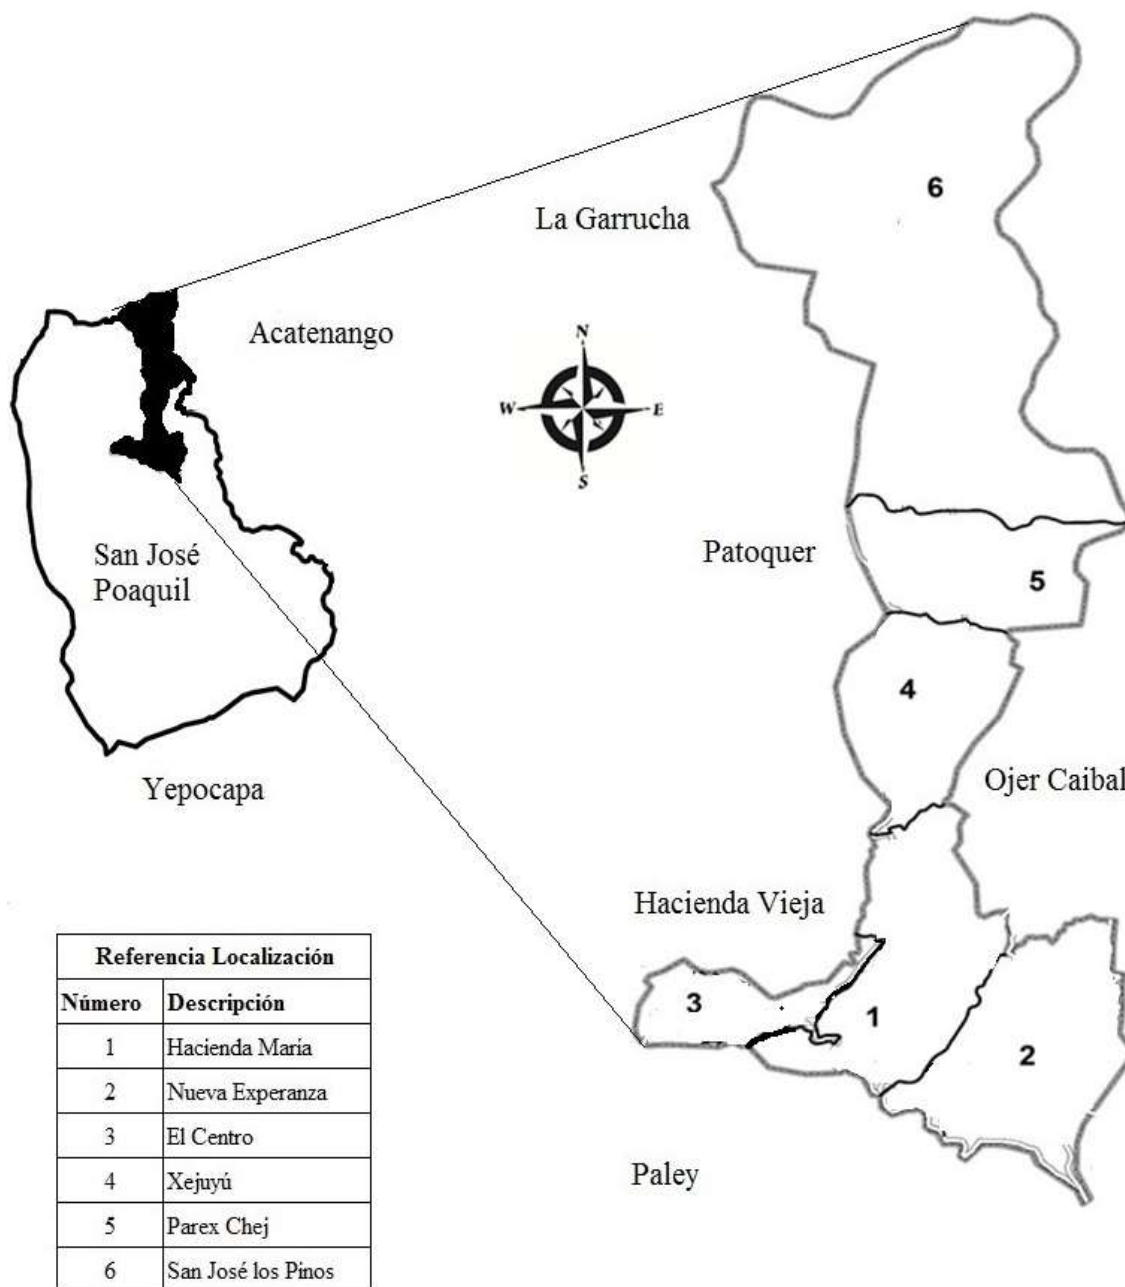 6
La Garrucha
Acatenango
N
W
E
S
San José
Poaquil
Patoquer
5
4
Yepocapa
Ojer Caibal
Hacienda Vieja
3
1
2
Paley
Referencia Localización
Número Descripción
1 Hacienda María
2 Nueva Esperanza
3 El Centro
4 Xejuyú
5 Parex Chej
6 San José los Pinos